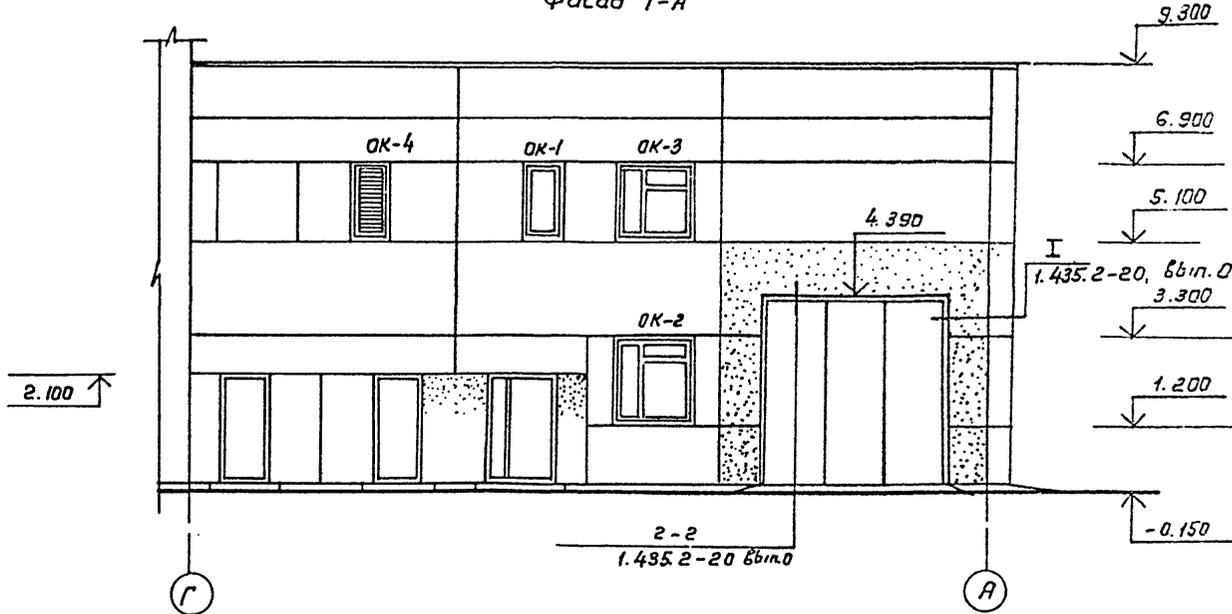 Фасад Г-А
9.300
6.900
ОК-4 ОК-1 ОК-3
5.100
4.390
I
1.435.2-20, вып.0
3.300
ОК-2
2.100
1.200
2-2
1.435.2-20 вып.0
-0.150
Г А